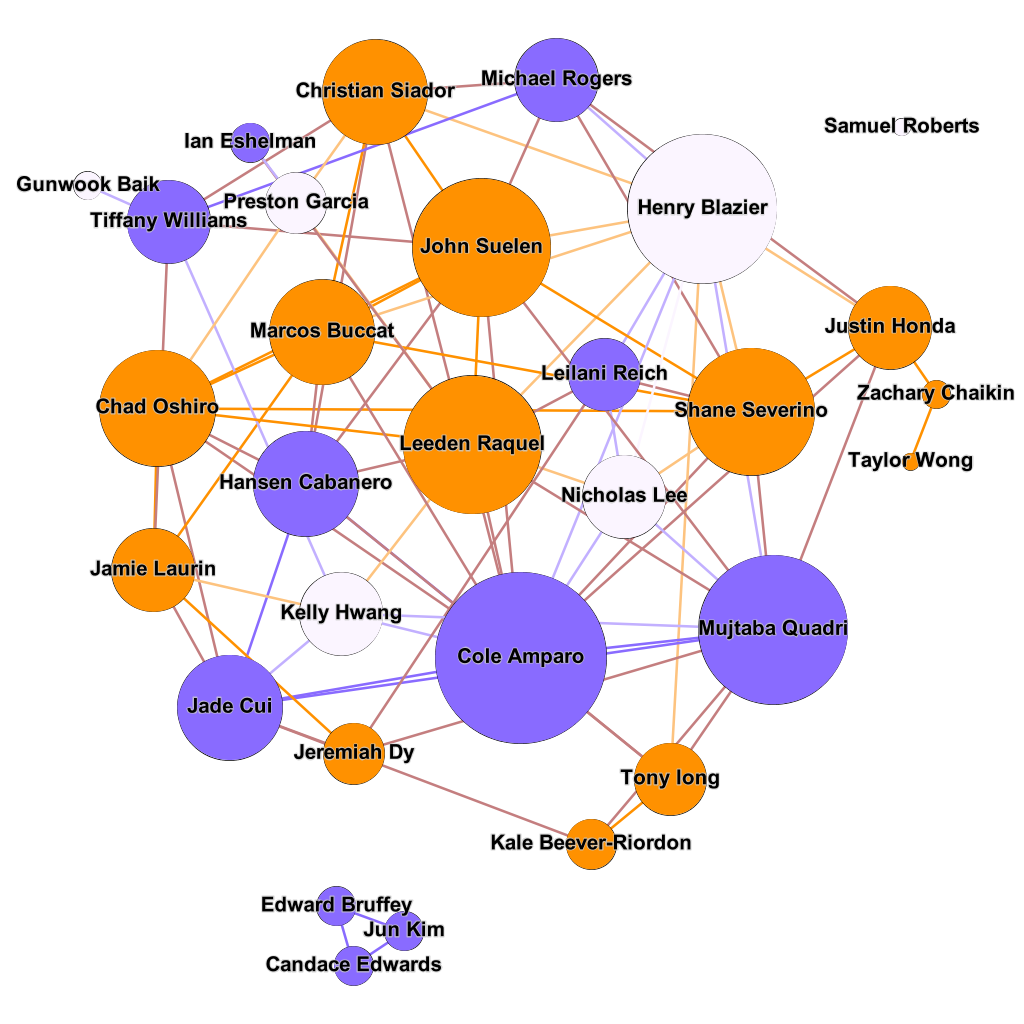 Michael Rogers
Christian Siador
Samuel Roberts
Ian Eshelman
Gunwook Baik
Preston Garcia
Henry Blazier
Tiffany Williams
John Suelen
Marcos Buccat
Justin Honda
Leilani Reich
Zachary Chaikin
Chad Oshiro
Shane Severino
Leeden Raquel
Taylor Wong
Hansen Cabanero
Nicholas Lee
Jamie Laurin
Kelly Hwang
Mujtaba Quadri
Cole Amparo
Jade Cui
Jeremiah Dy
Tony Iong
Kale Beever-Riordon
Edward Bruffey
Jun Kim
Candace Edwards